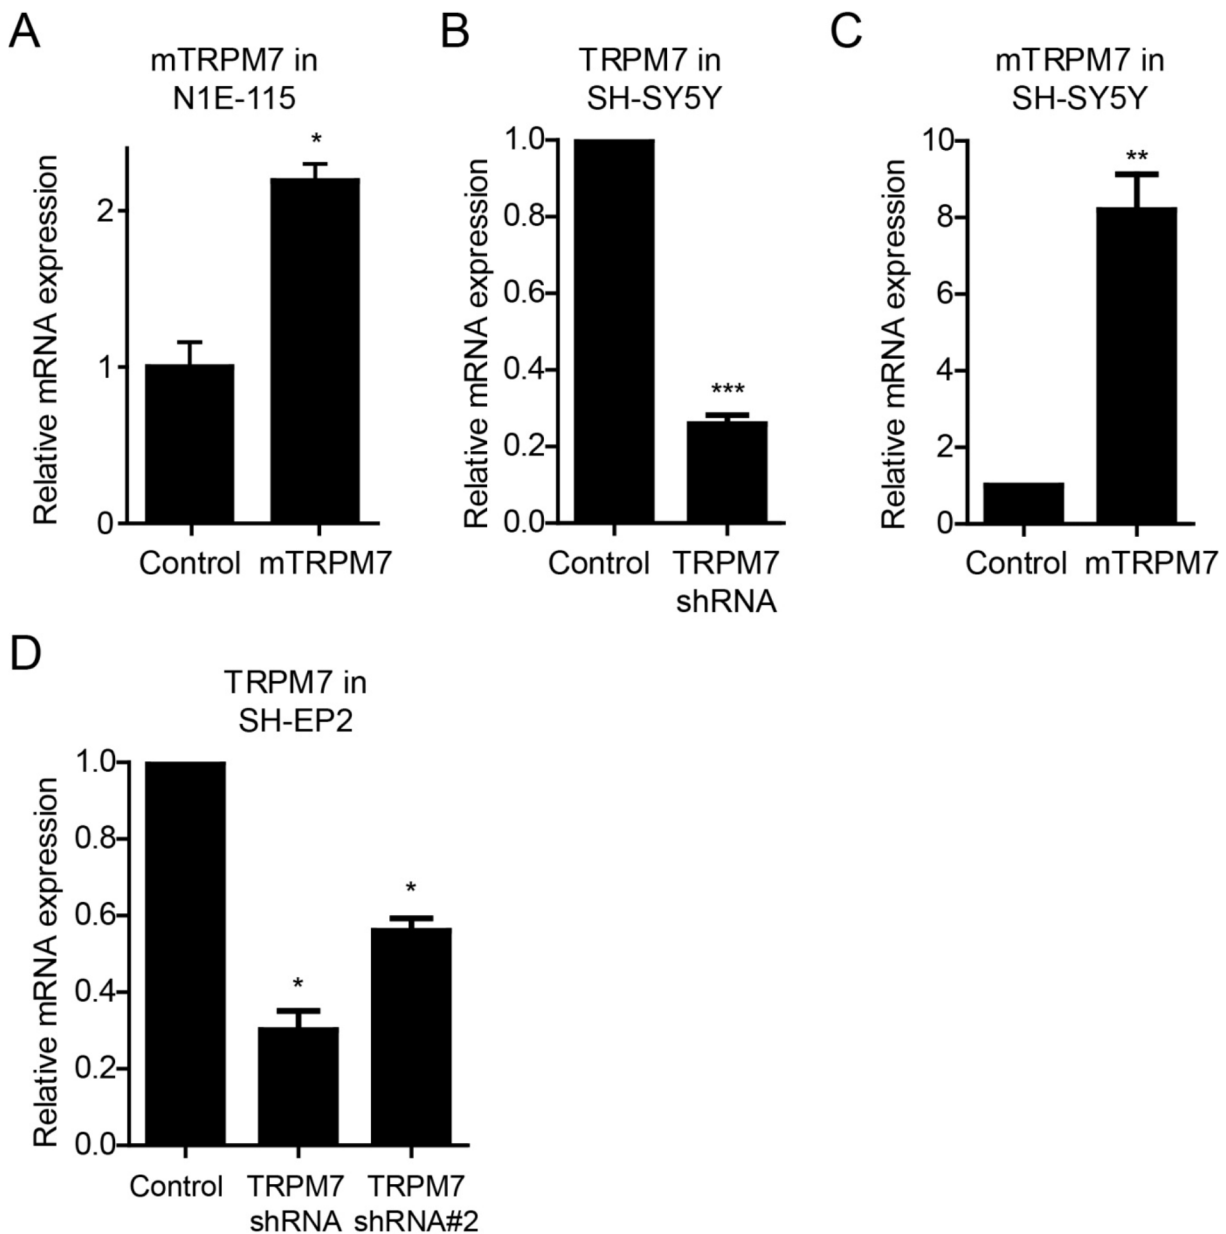 A
mTRPM7 in
N1E-115
Relative mRNA expression
2
1
0
*
Control
mTRPM7
B
TRPM7 in
SH-SY5Y
Relative mRNA expression
1.0
0.8
0.6
0.4
0.2
0.0
***
Control
TRPM7
shRNA
C
mTRPM7 in
SH-SY5Y
Relative mRNA expression
10
8
6
4
2
0
**
Control
mTRPM7
D
TRPM7 in
SH-EP2
Relative mRNA expression
1.0
0.8
0.6
0.4
0.2
0.0
*
*
Control
TRPM7
shRNA
TRPM7
shRNA#2